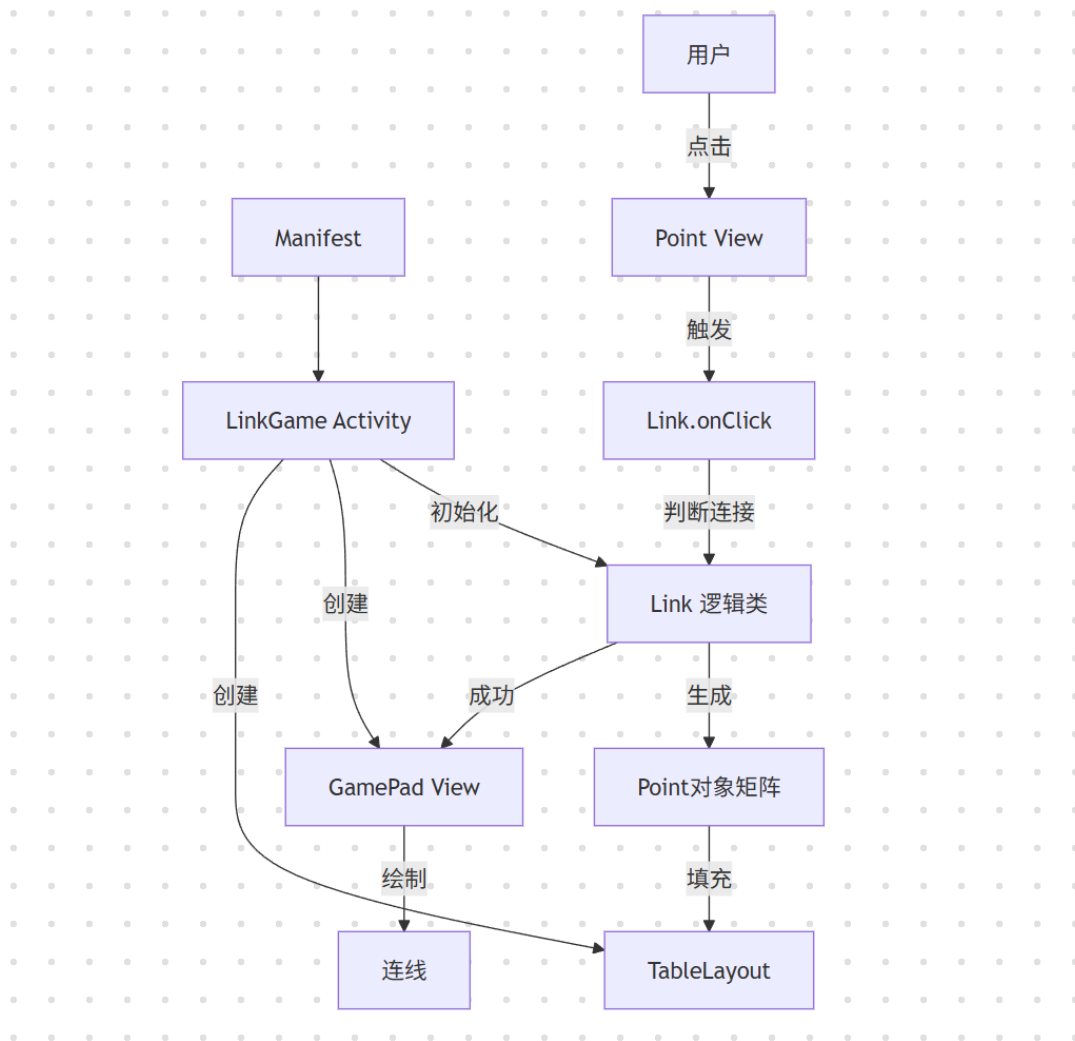 用户
点击
Manifest
Point View
触发
LinkGame Activity
Link.onClick
初始化
判断连接
创建
Link 逻辑类
创建
成功
生成
GamePad View
Point对象矩阵
绘制
填充
连线
TableLayout